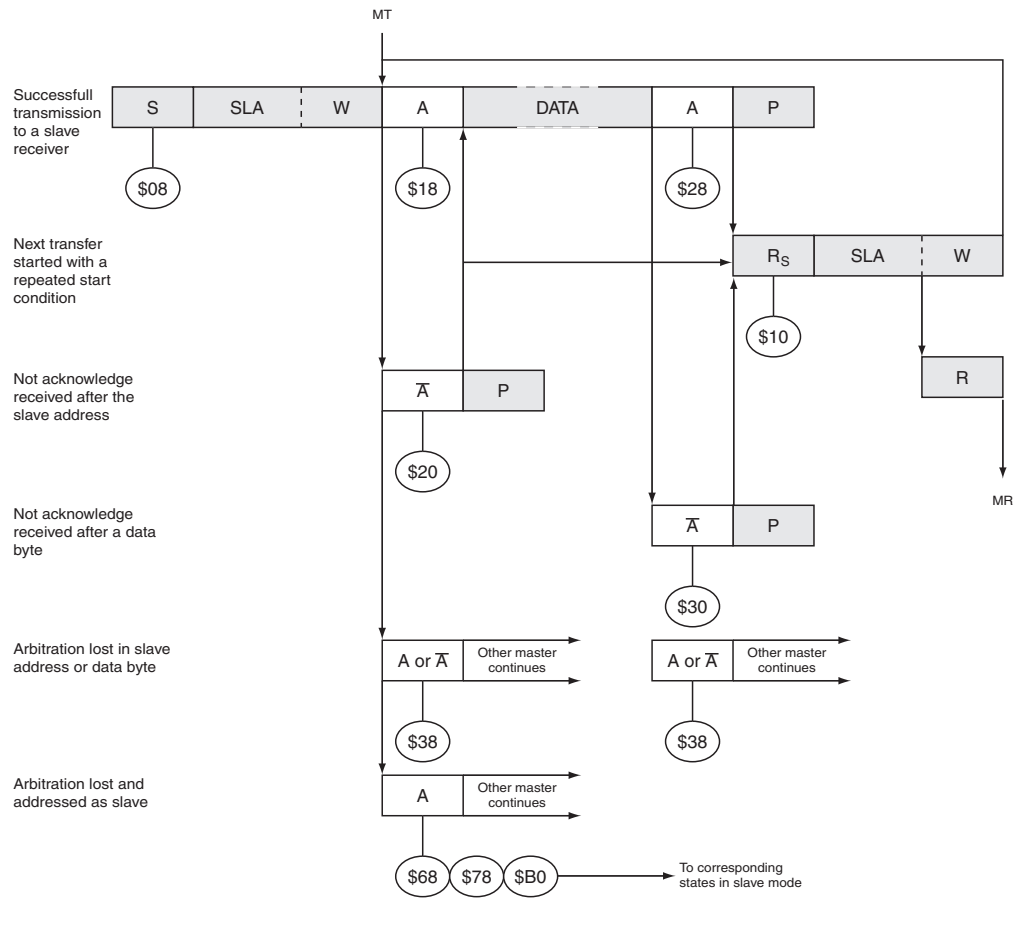 MT
Successfull
transmission
to a slave
receiver
S SLA W A DATA A P
$08 $18 $28
Next transfer
started with a
repeated start
condition
RS SLA W
$10
Not acknowledge
received after the
slave address
A̅ P
R
$20
MR
Not acknowledge
received after a data
byte
A̅ P
$30
Arbitration lost in slave
address or data byte
A or A̅
Other master
continues
A or A̅
Other master
continues
$38 $38
Arbitration lost and
addressed as slave
A
Other master
continues
$68 $78 $B0
To corresponding
states in slave mode